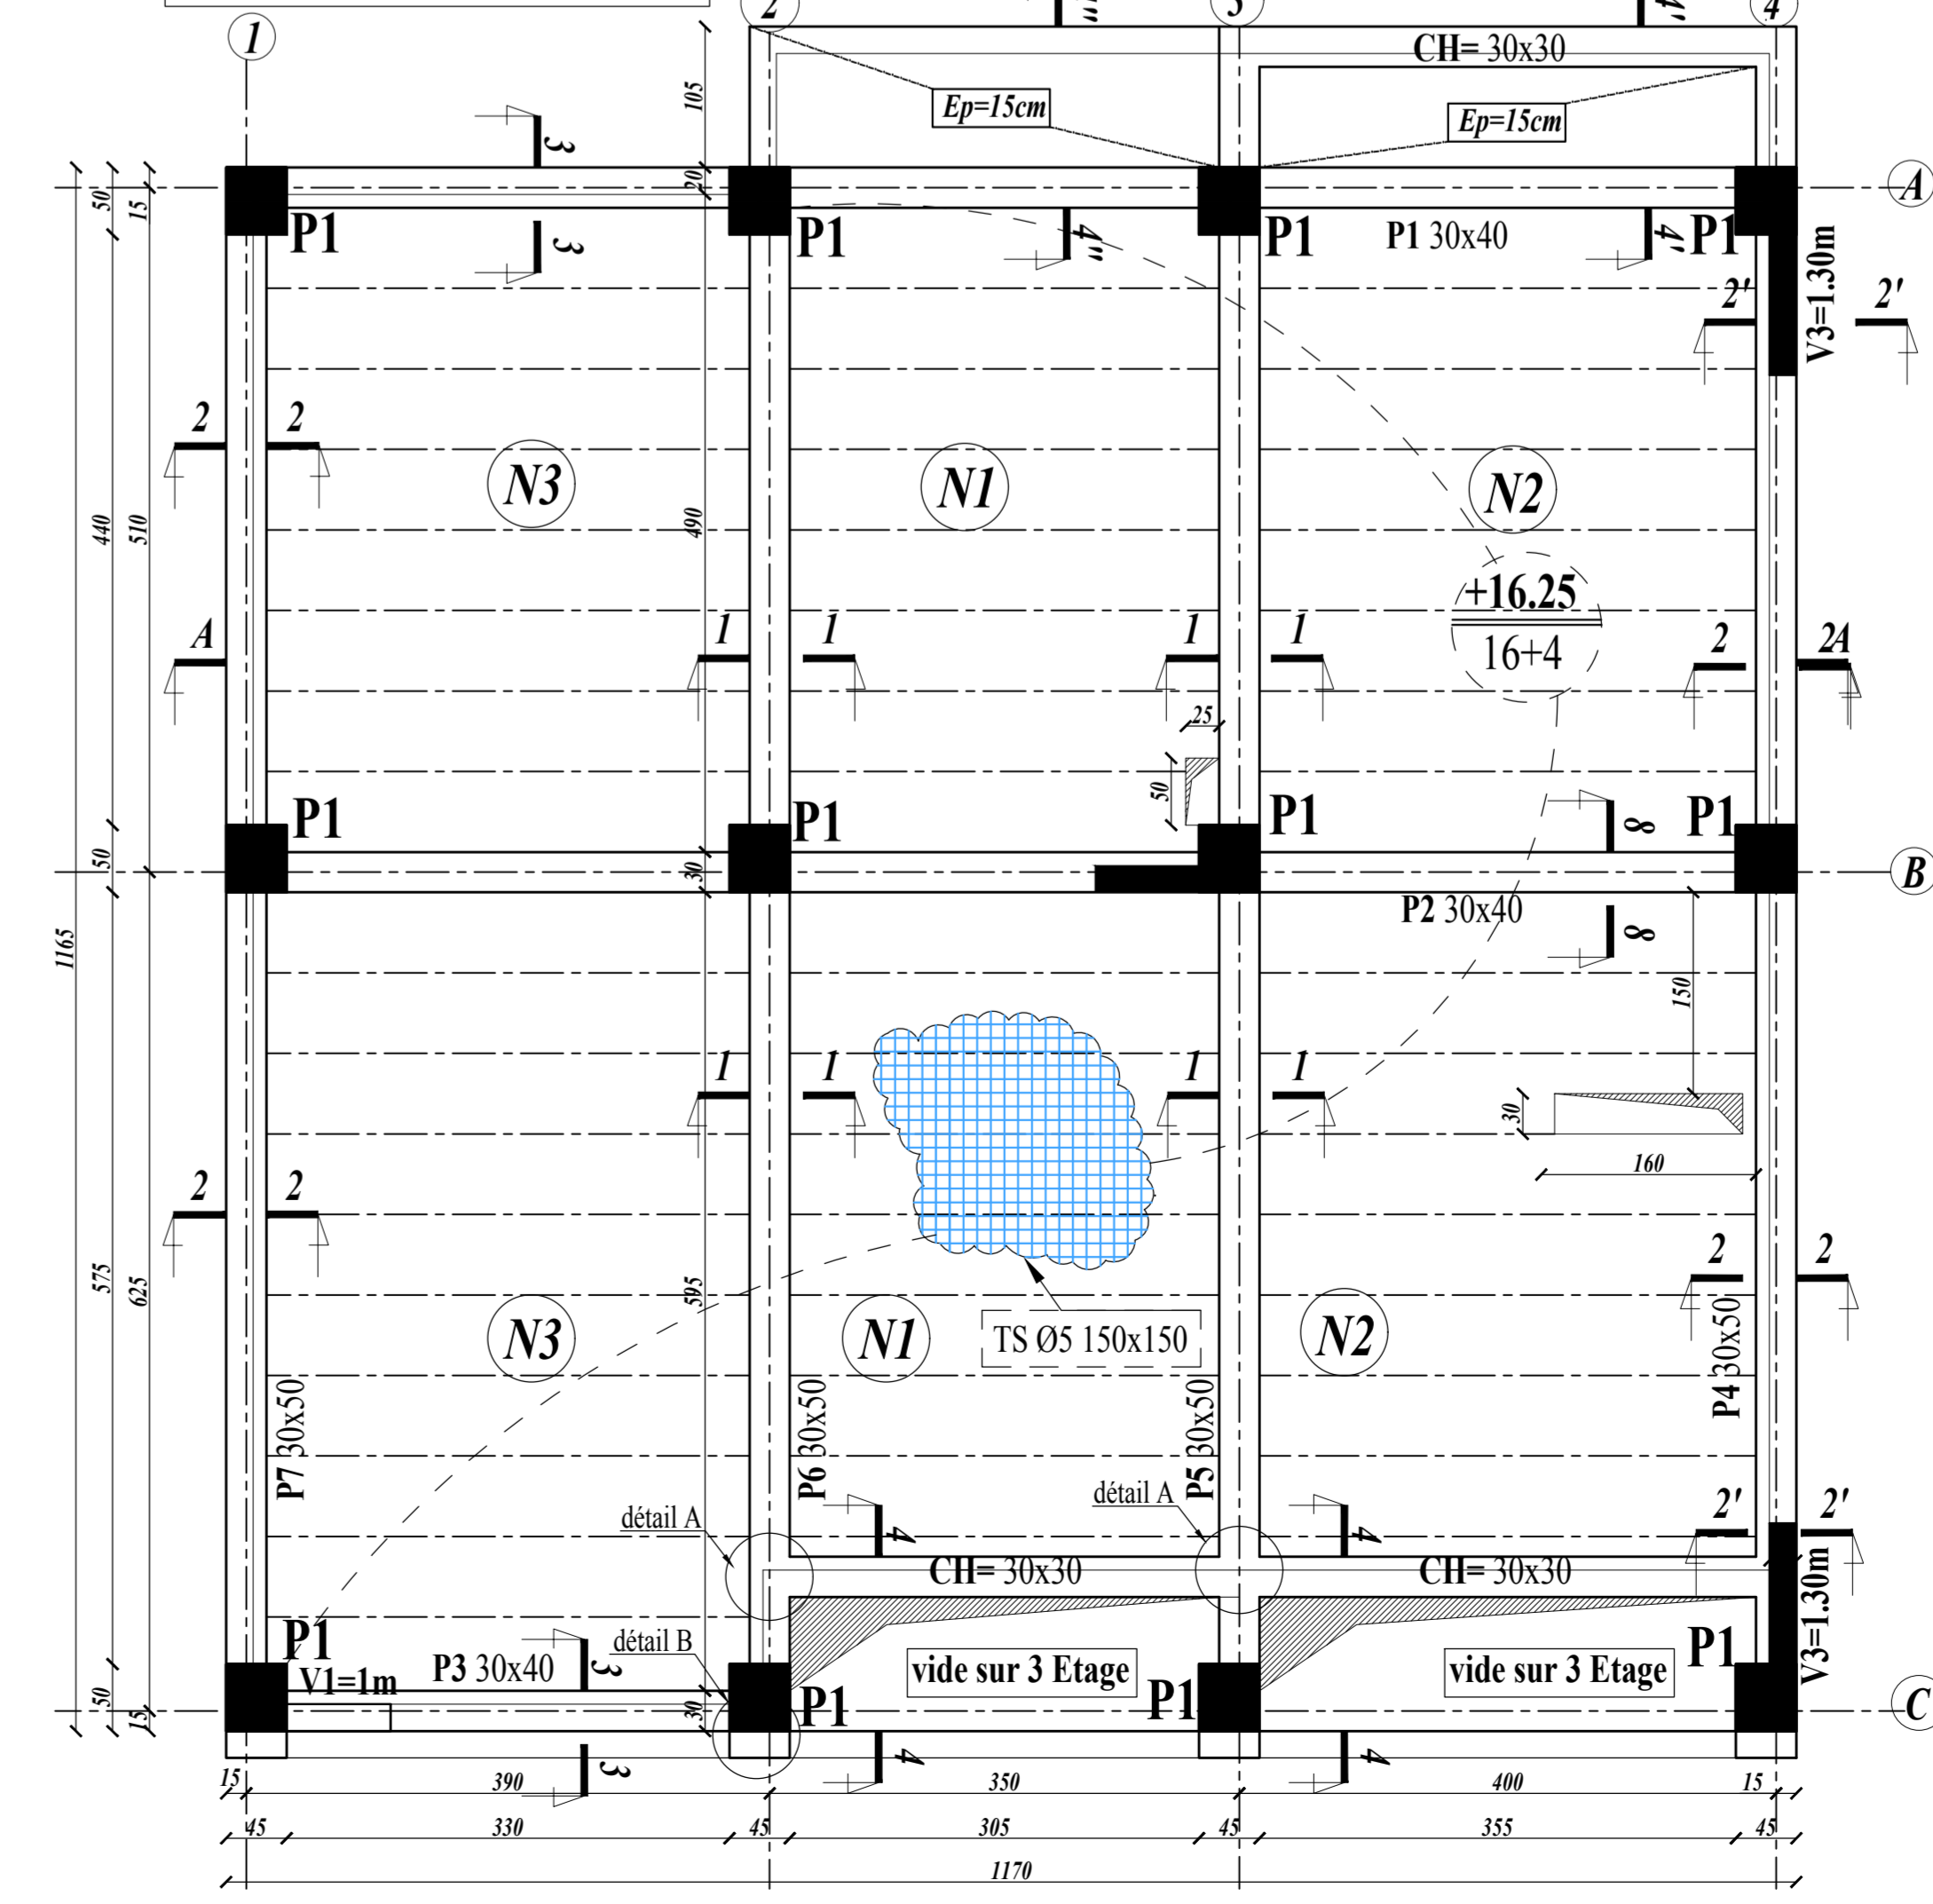 1
2
3
4
4"
4'
CH= 30x30
105
Ep=15cm
Ep=15cm
3
20
50
15
A
P1
3
P1
4"
P1
P1 30x40
4'
P1
V3=1.30m
2'
2'
2
2
N3
N1
N2
440
510
490
+16.25
16+4
A
1
1
1
1
2
2A
25
50
P1
P1
P1
8
P1
50
30
B
P2 30x40
8
1165
150
1
1
1
1
30
160
2
2
2
2
575
625
595
N3
N1
TS Ø5 150x150
N2
P7 30x50
P6 30x50
P5 30x50
P4 30x50
détail A
détail A
2'
2'
4
4
CH= 30x30
CH= 30x30
V3=1.30m
P1
détail B
P3 30x40
3
V1=1m
vide sur 3 Etage
vide sur 3 Etage
P1
P1
P1
50
15
30
C
3
4
4
15
390
350
400
15
45
330
45
305
45
355
45
1170